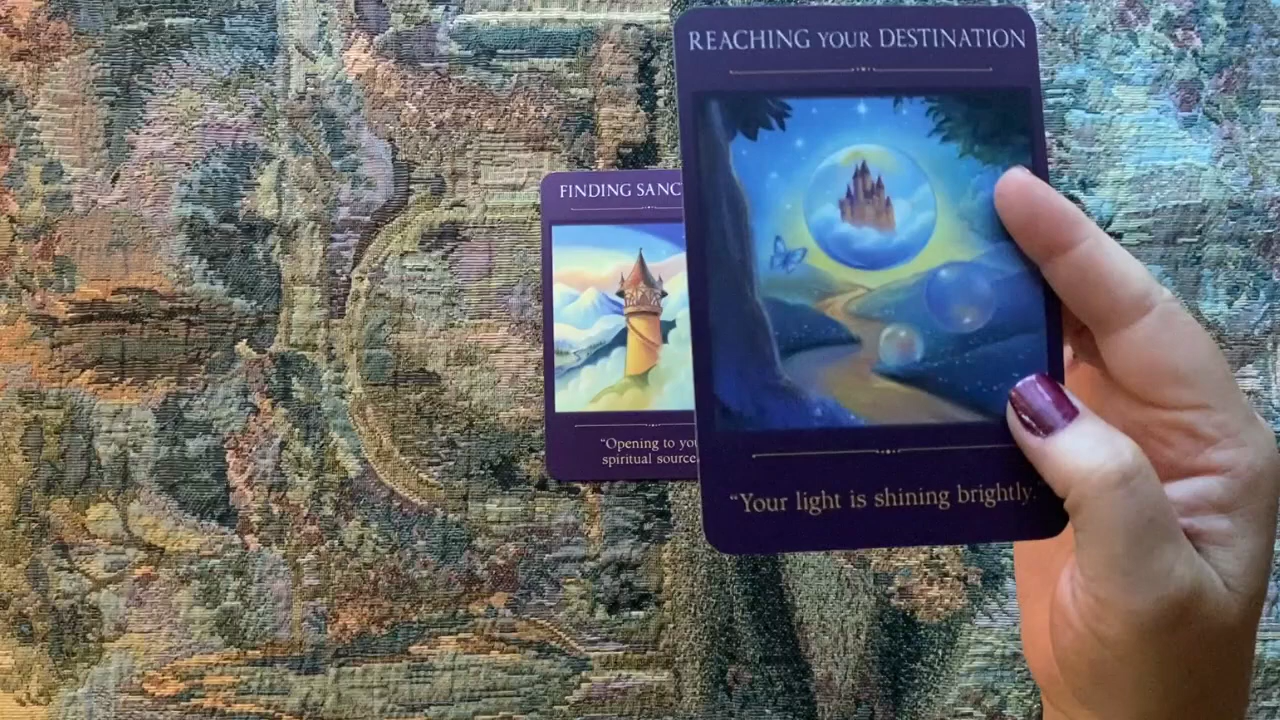 REACHING YOUR DESTINATION
"Your light is shining brightly.
FINDING SANC
"Opening to you
spiritual source